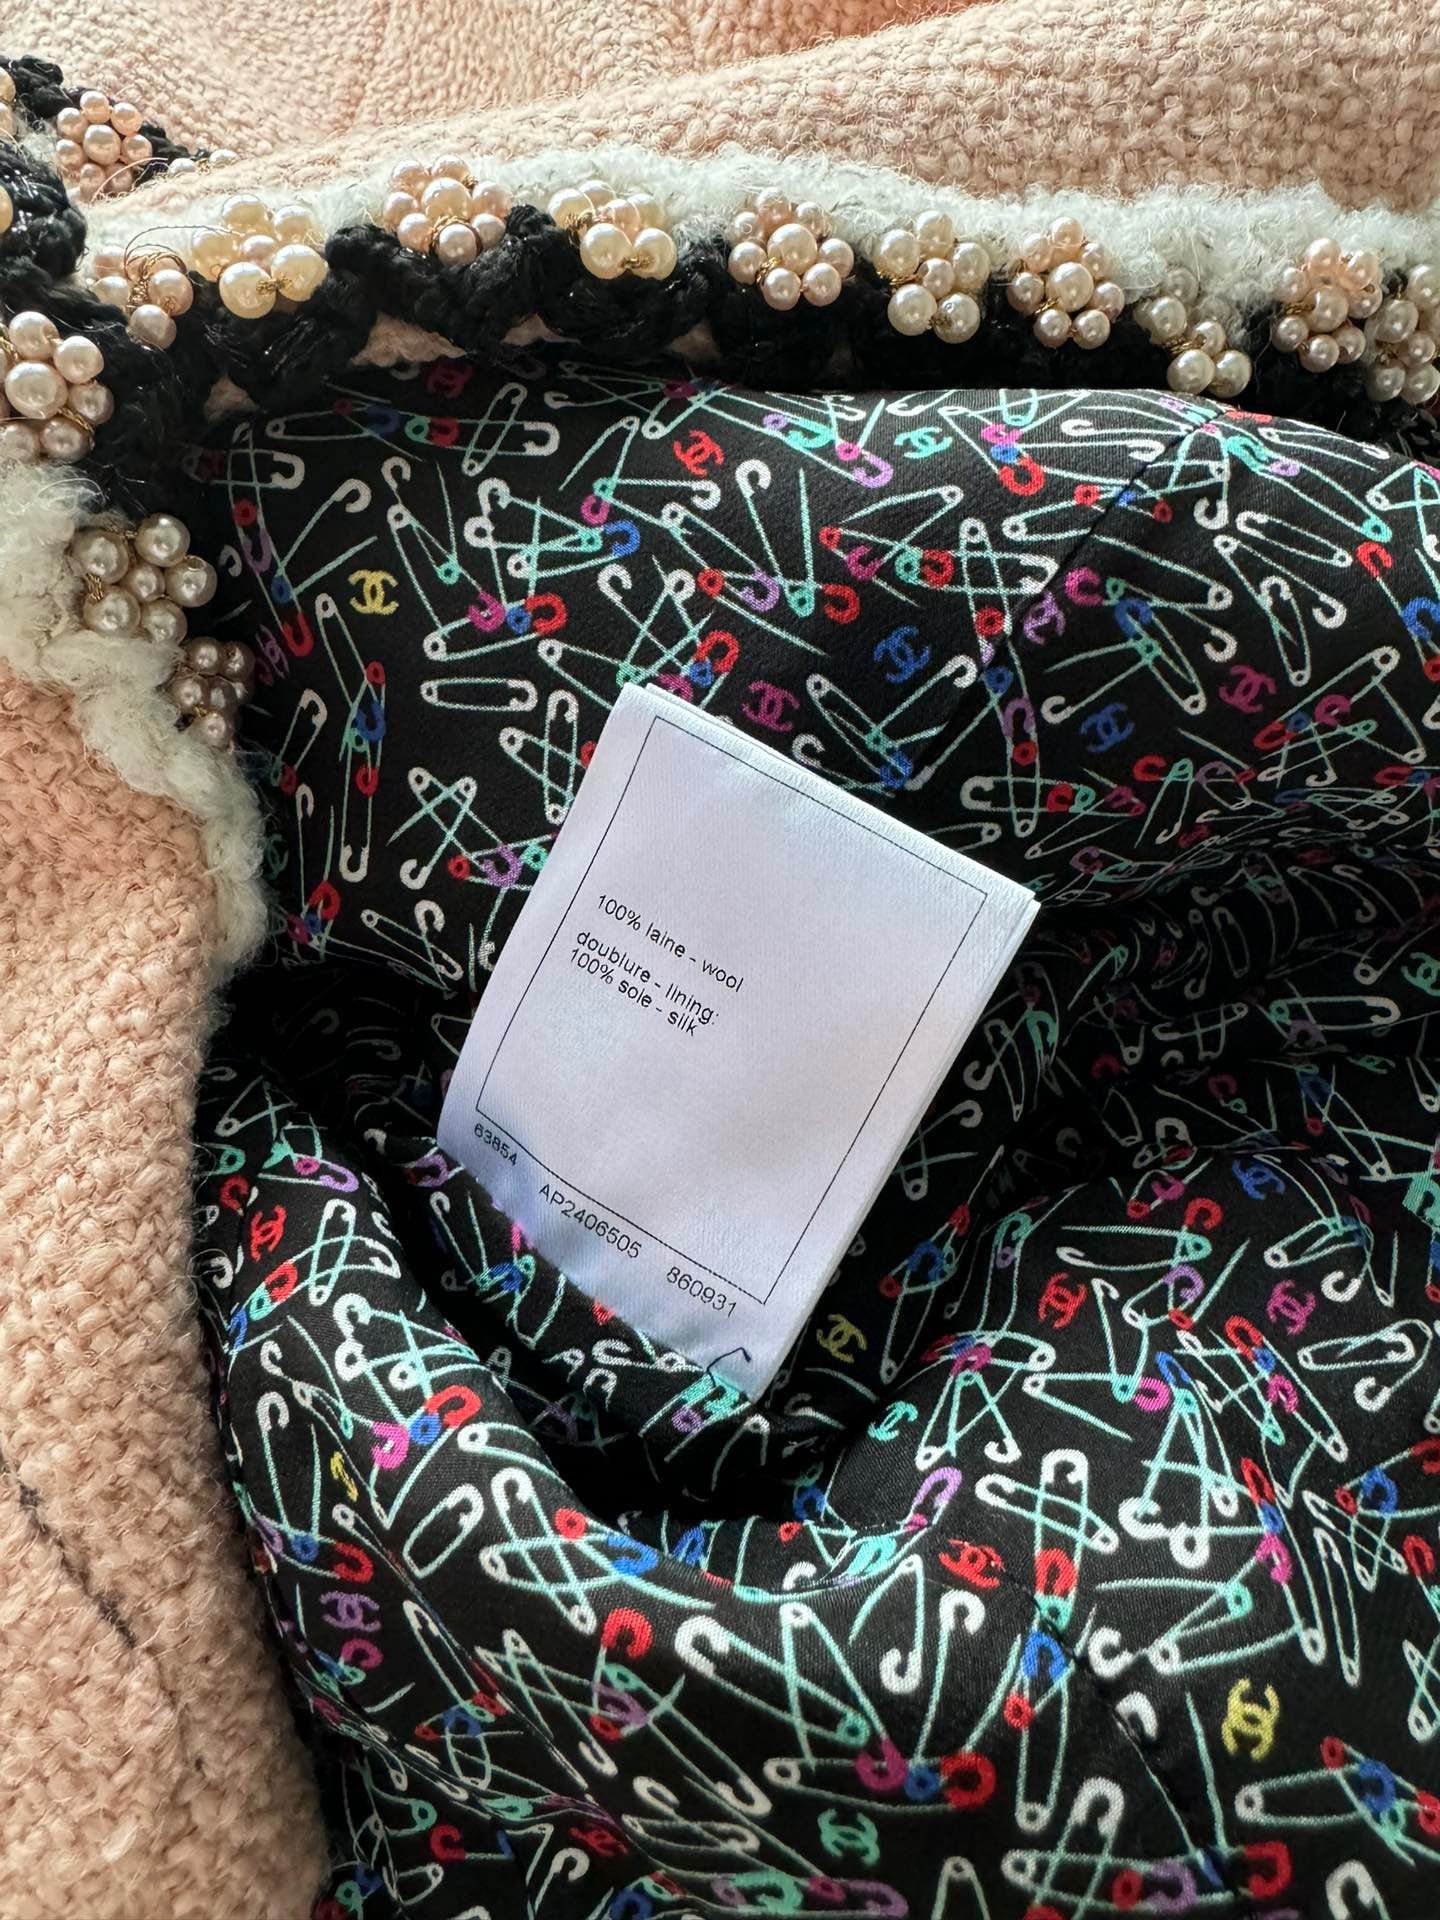 100% laine - wool
doublure - lining:
100% soie - silk
63854
AP2406505
860931